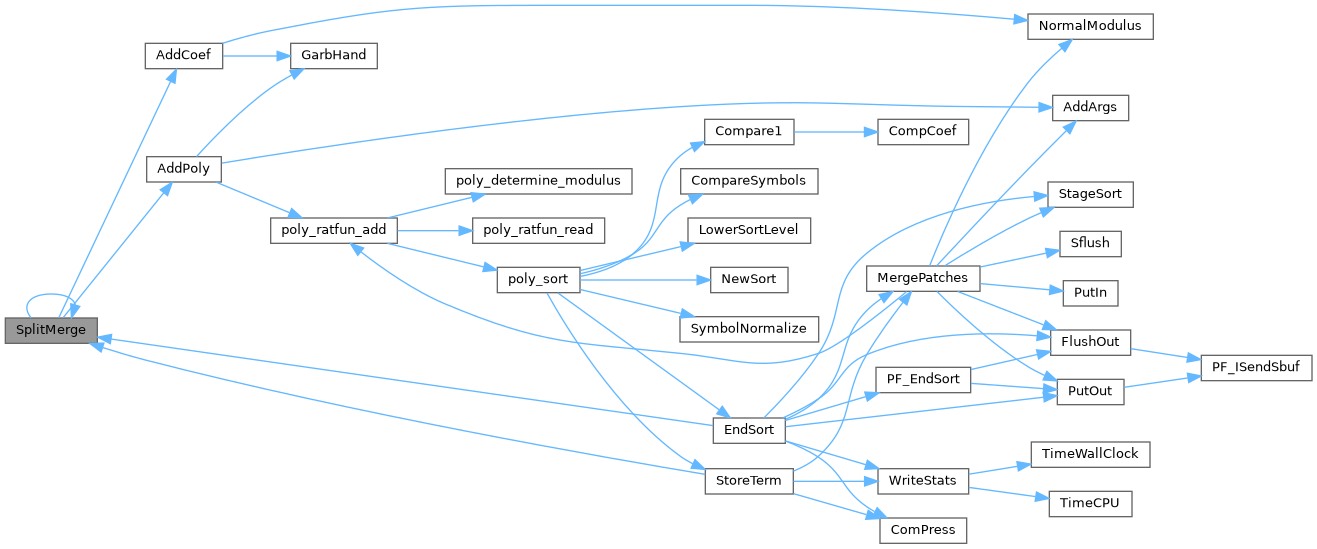 NormalModulus
AddCoef
GarbHand
AddArgs
Compare1
CompCoef
AddPoly
poly_determine_modulus
CompareSymbols
StageSort
poly_ratfun_add
poly_ratfun_read
LowerSortLevel
Sflush
poly_sort
NewSort
MergePatches
PutIn
SplitMerge
SymbolNormalize
FlushOut
PF_ISendSbuf
PF_EndSort
PutOut
EndSort
TimeWallClock
StoreTerm
WriteStats
TimeCPU
ComPress